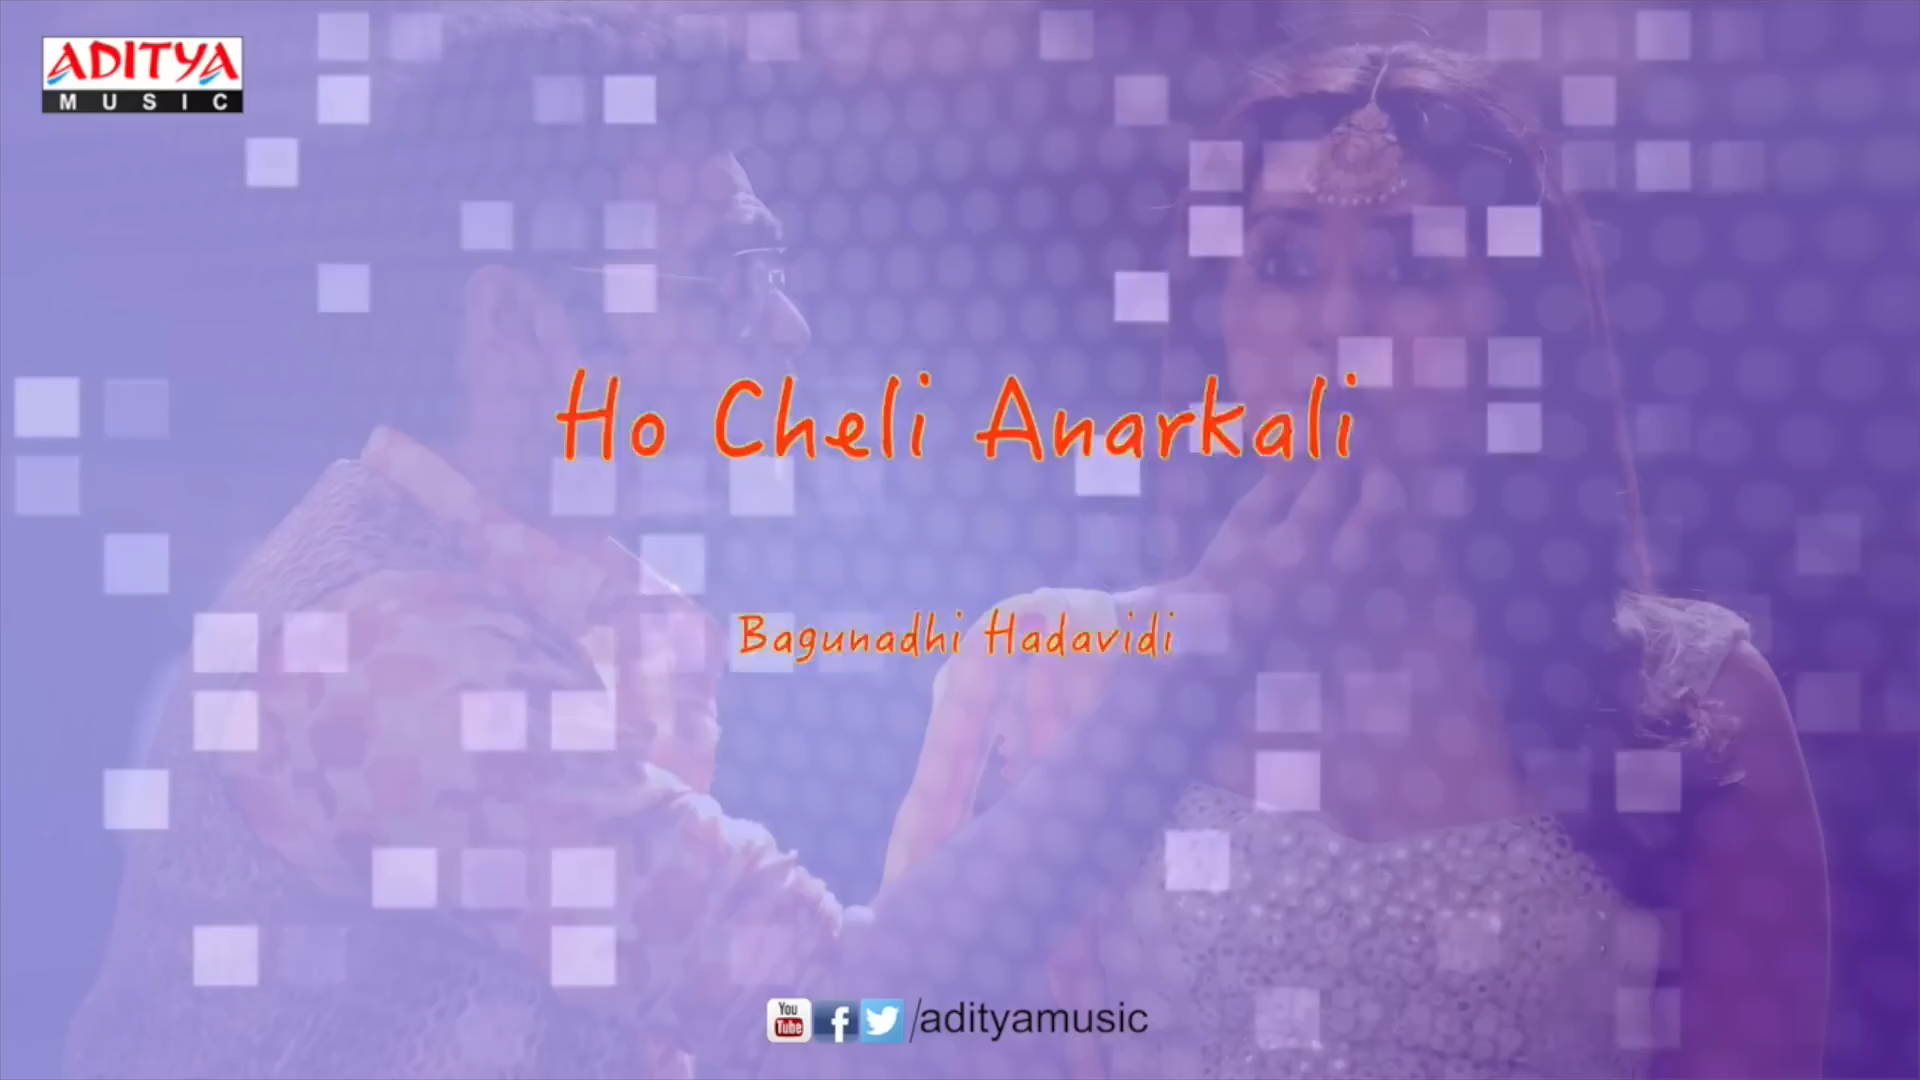 ADITYA
MUSIC
Ho Cheli Anarkali
Bagunadhi Hadavidi
You
Tube
f
/adityamusic